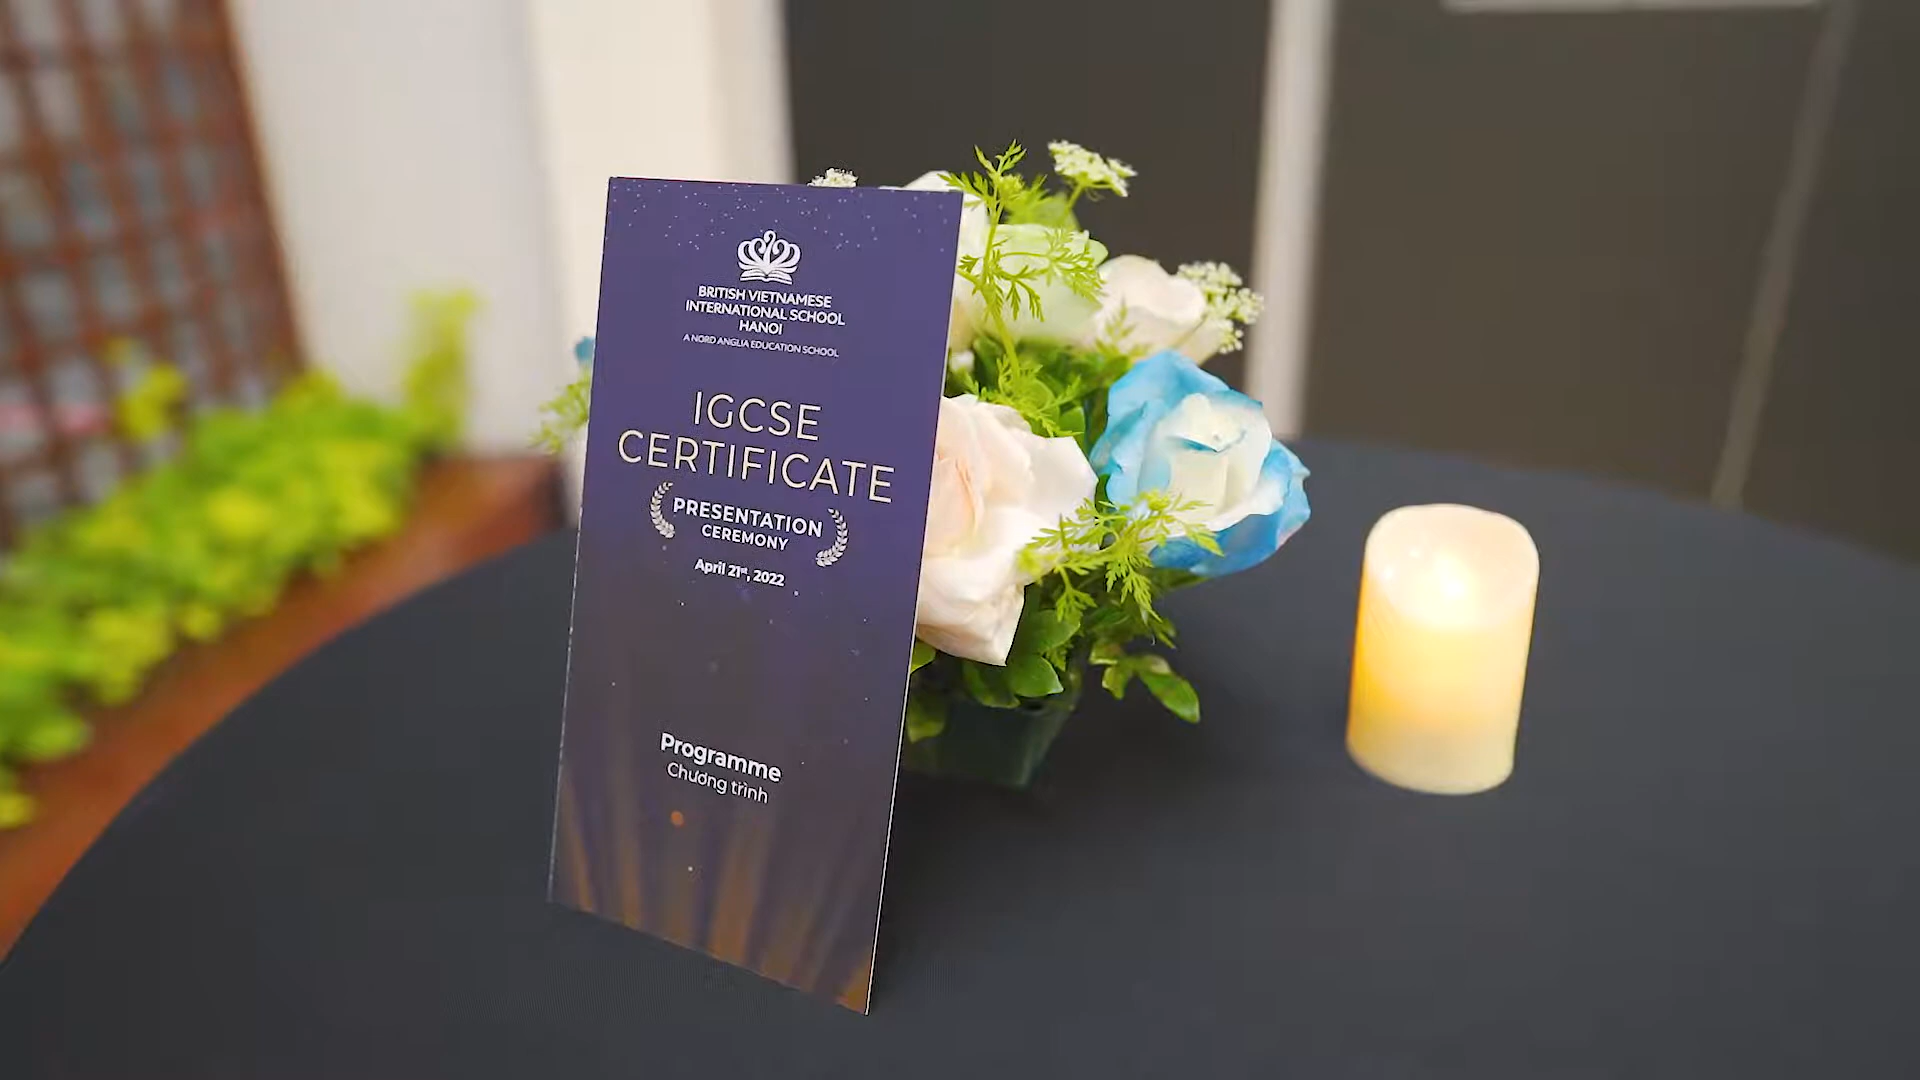 BRITISH VIETNAMESE
INTERNATIONAL SCHOOL
HANOI
A NORD ANGLIA EDUCATION SCHOOL
IGCSE
CERTIFICATE
PRESENTATION
CEREMONY
April 21st, 2022
Programme
Chương trình